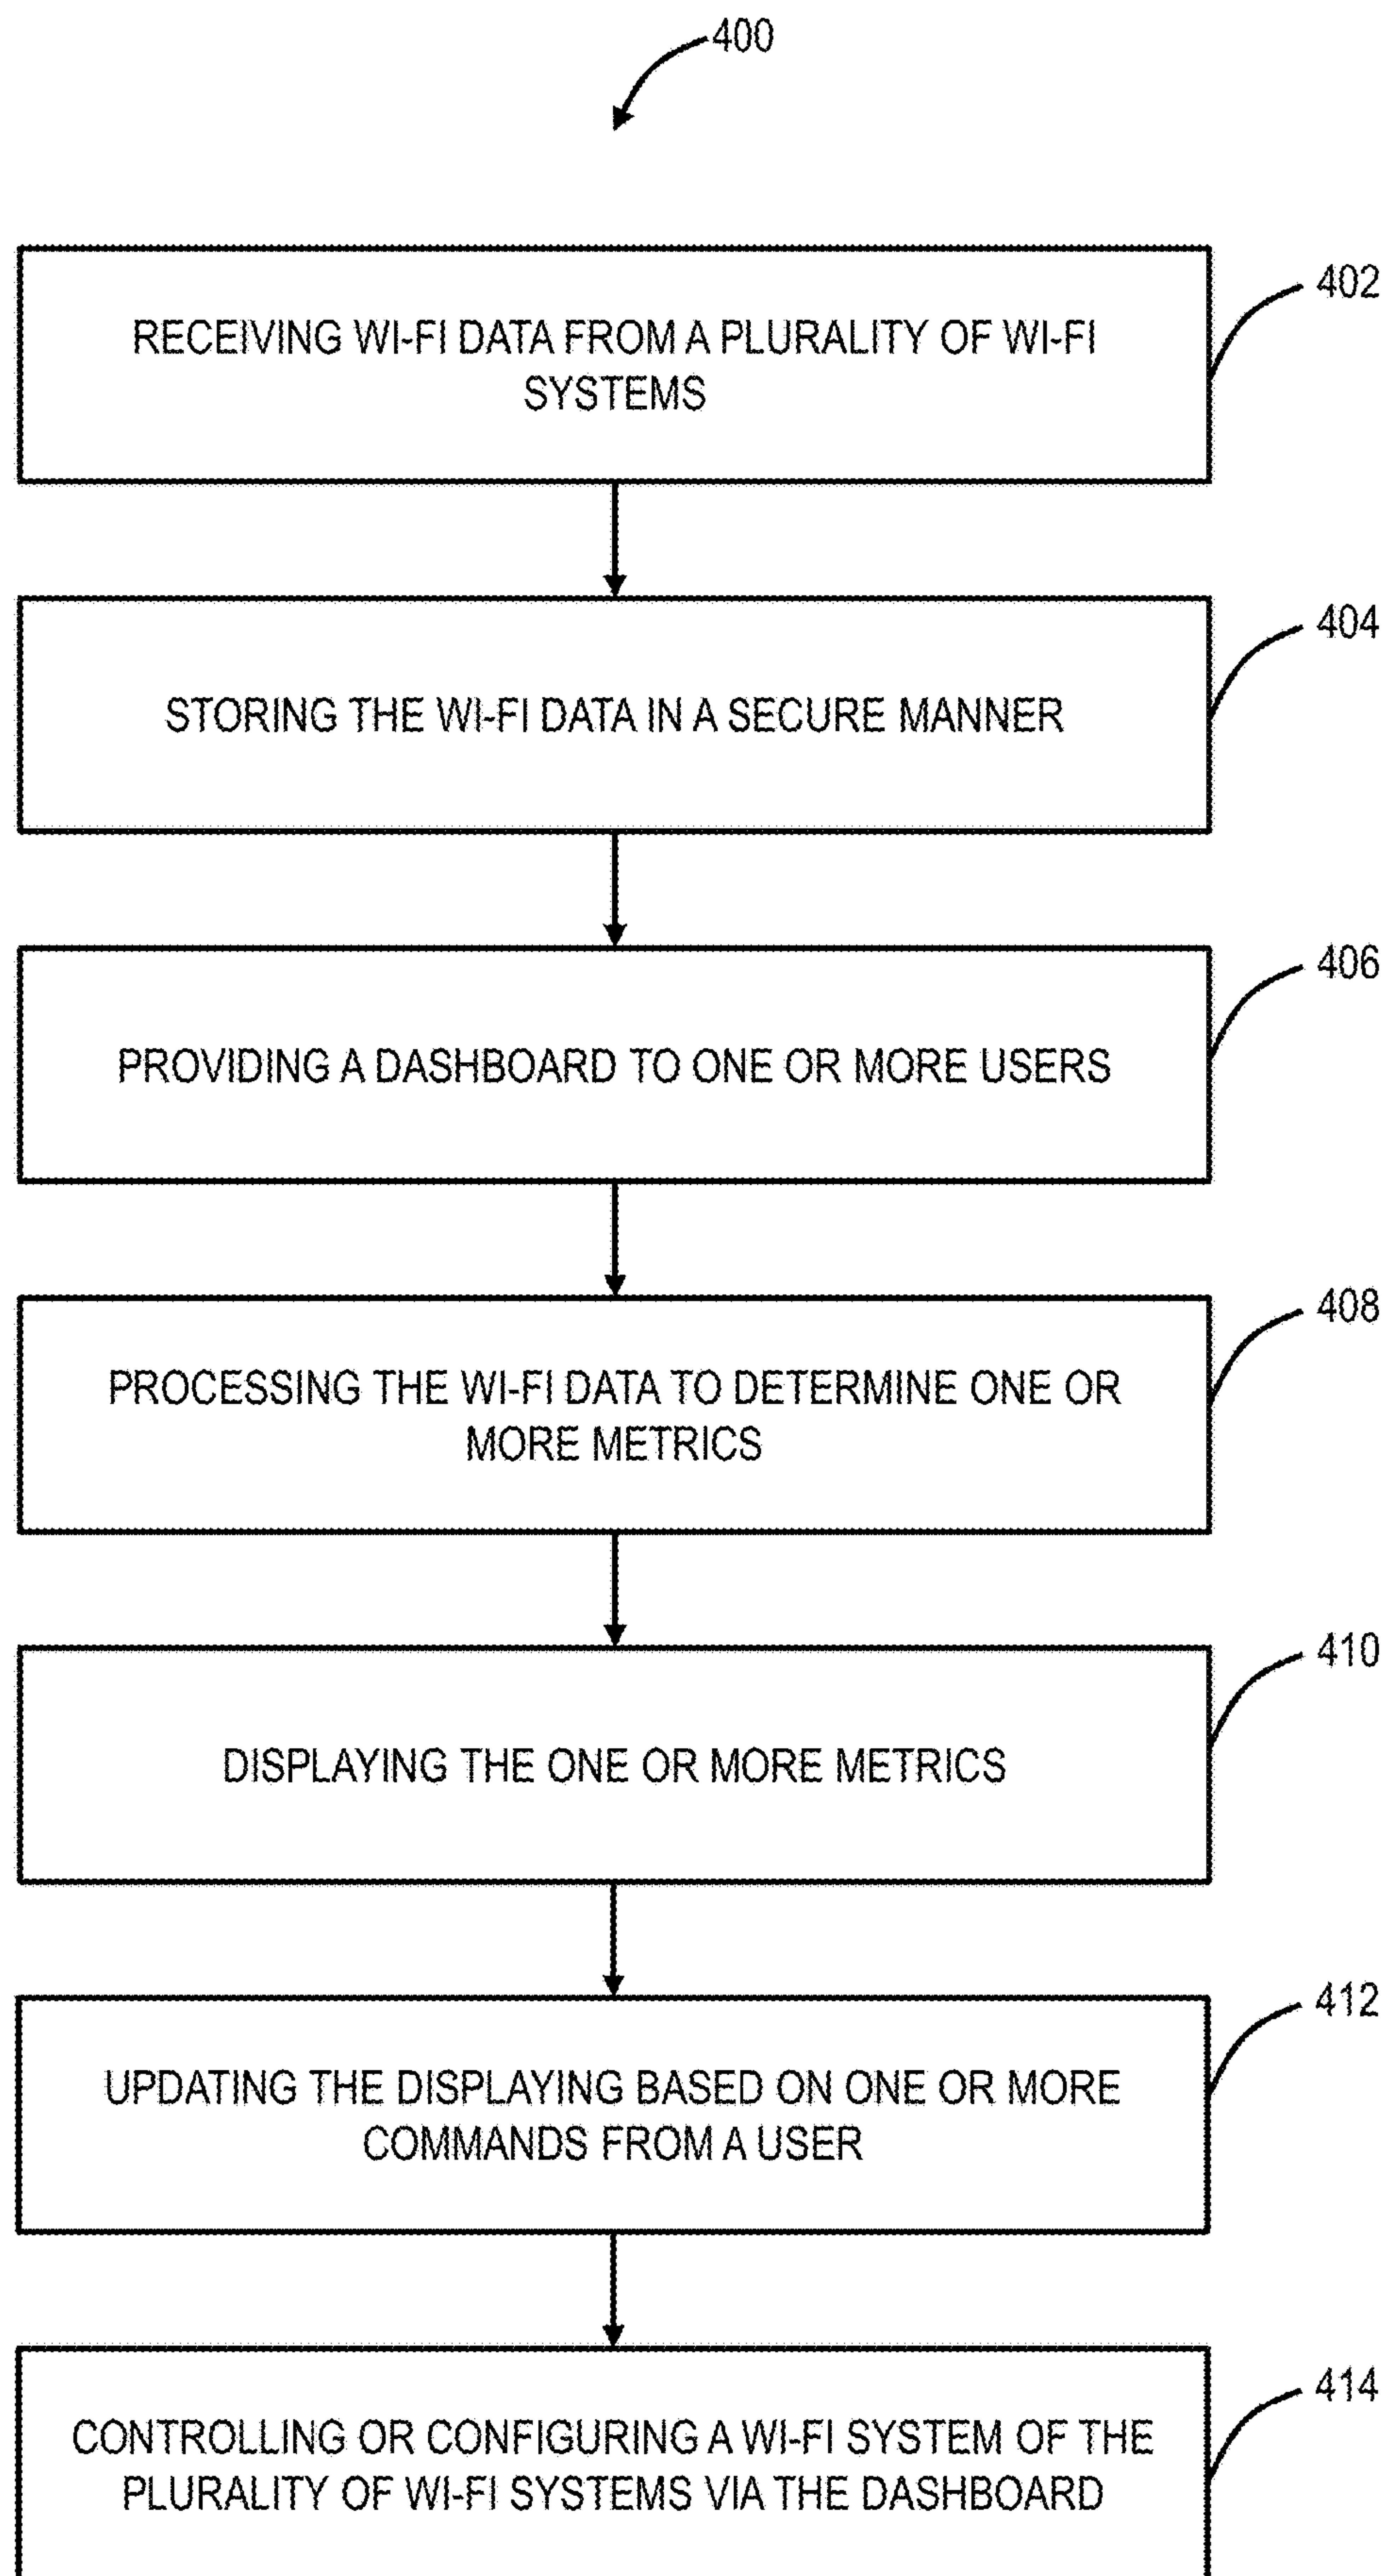 400
RECEIVING WI-FI DATA FROM A PLURALITY OF WI-FI
SYSTEMS
402
STORING THE WI-FI DATA IN A SECURE MANNER
404
PROVIDING A DASHBOARD TO ONE OR MORE USERS
406
PROCESSING THE WI-FI DATA TO DETERMINE ONE OR
MORE METRICS
408
DISPLAYING THE ONE OR MORE METRICS
410
UPDATING THE DISPLAYING BASED ON ONE OR MORE
COMMANDS FROM A USER
412
CONTROLLING OR CONFIGURING A WI-FI SYSTEM OF THE
PLURALITY OF WI-FI SYSTEMS VIA THE DASHBOARD
414